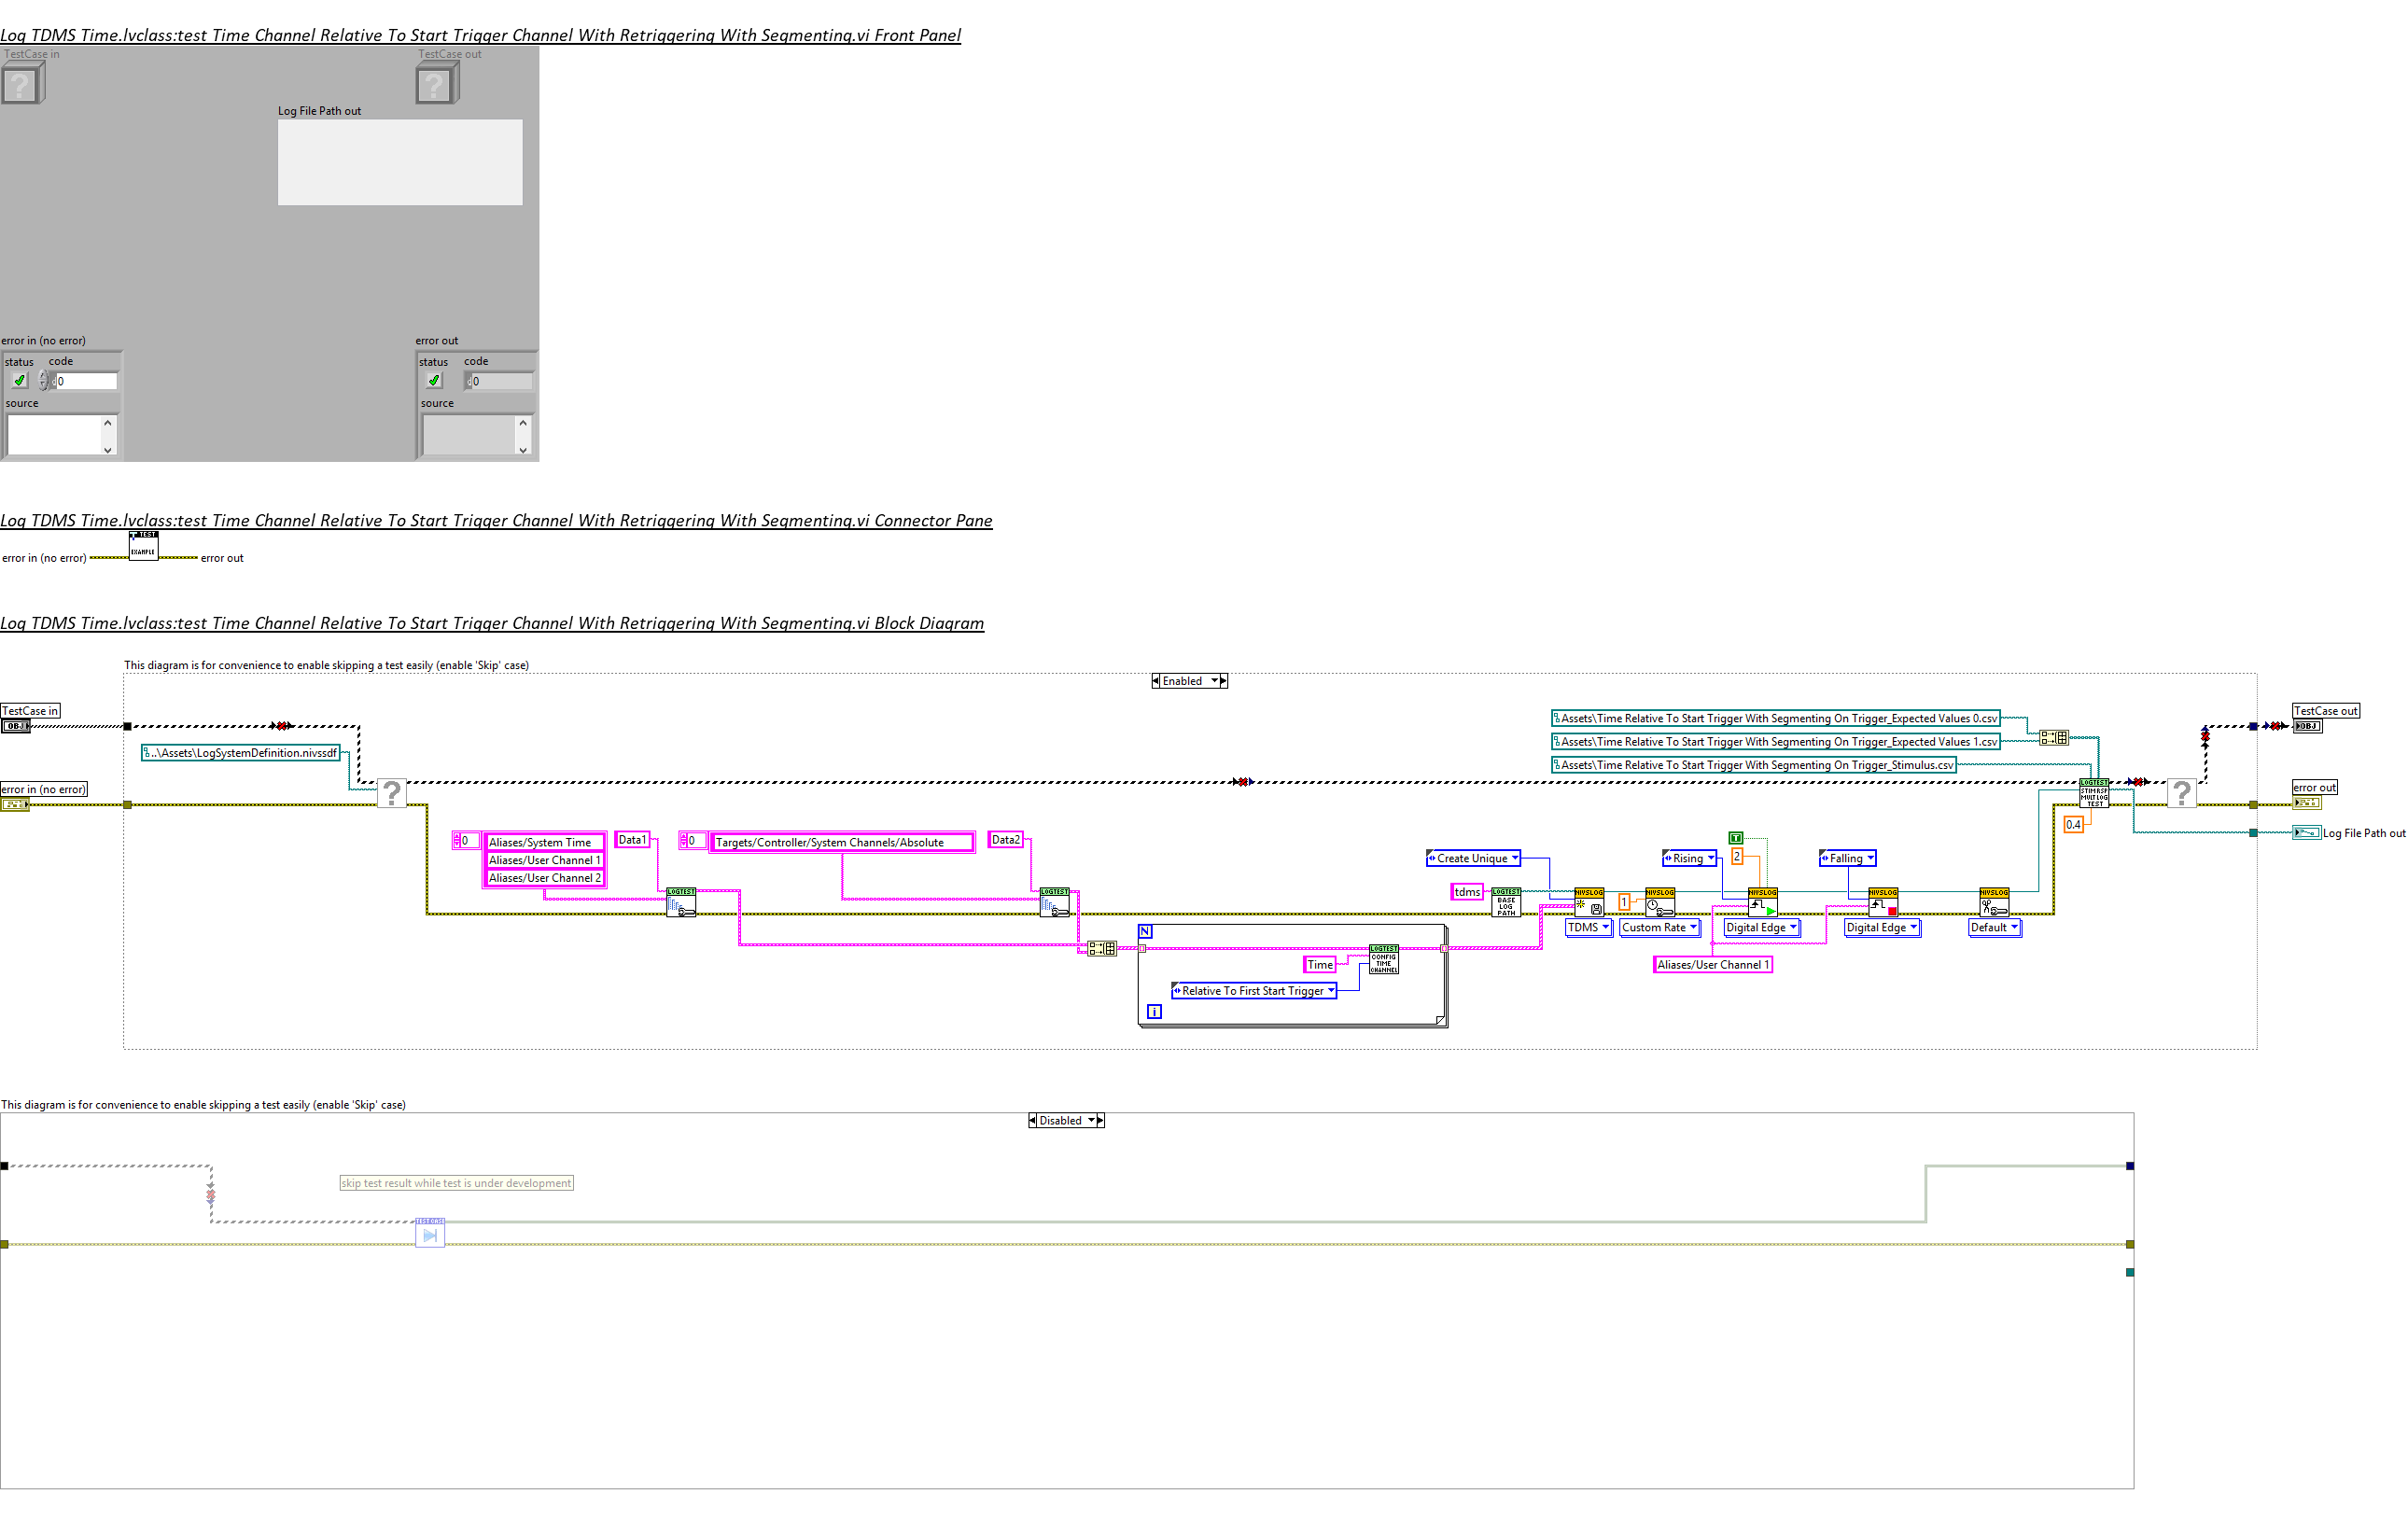 Log TDMS Time.lvclass:test Time Channel Relative To Start Trigger Channel With Retriggering With Segmenting.vi Front Panel
TestCase in
TestCase out
?
?
Log File Path out
error in (no error)
error out
status code
status code
0
0
source
source
Log TDMS Time.lvclass:test Time Channel Relative To Start Trigger Channel With Retriggering With Segmenting.vi Connector Pane
TEST
EXAMPLE
error in (no error)
error out
Log TDMS Time.lvclass:test Time Channel Relative To Start Trigger Channel With Retriggering With Segmenting.vi Block Diagram
This diagram is for convenience to enable skipping a test easily (enable 'Skip' case)
Enabled
TestCase in
OBJ
TestCase out
OBJ
Assets\Time Relative To Start Trigger With Segmenting On Trigger_Expected Values 0.csv
Assets\Time Relative To Start Trigger With Segmenting On Trigger_Expected Values 1.csv
Assets\Time Relative To Start Trigger With Segmenting On Trigger_Stimulus.csv
..\Assets\LogSystemDefinition.nivssdf
error in (no error)
?
LOGTEST
STIM RSP
MULT LOG
TEST
?
error out
0.4
Log File Path out
0
Aliases/System Time
Aliases/User Channel 1
Aliases/User Channel 2
Data1
0
Targets/Controller/System Channels/Absolute
Data2
T
Create Unique
Rising
2
Falling
tdms
LOGTEST
LOGTEST
LOGTEST
BASE
LOG
PATH
NIVSLOG
NIVSLOG
NIVSLOG
NIVSLOG
NIVSLOG
1
TDMS
Custom Rate
Digital Edge
Digital Edge
Default
N
LOGTEST
CONFIG
TIME
CHANNEL
Time
Aliases/User Channel 1
Relative To First Start Trigger
i
This diagram is for convenience to enable skipping a test easily (enable 'Skip' case)
Disabled
skip test result while test is under development